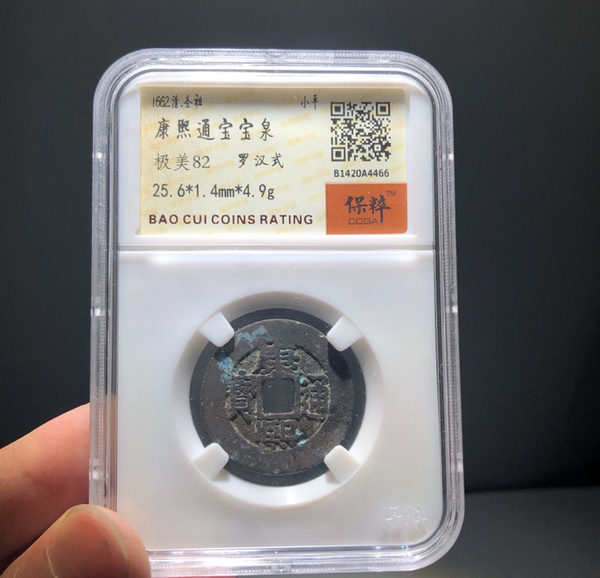 1662清.圣祖 小平
康熙通宝宝泉
极美82 罗汉式
25.6*1.4mm*4.9g
BAO CUI COINS RATING
B1420A4466
保粹™
CCGA
康熙通寶